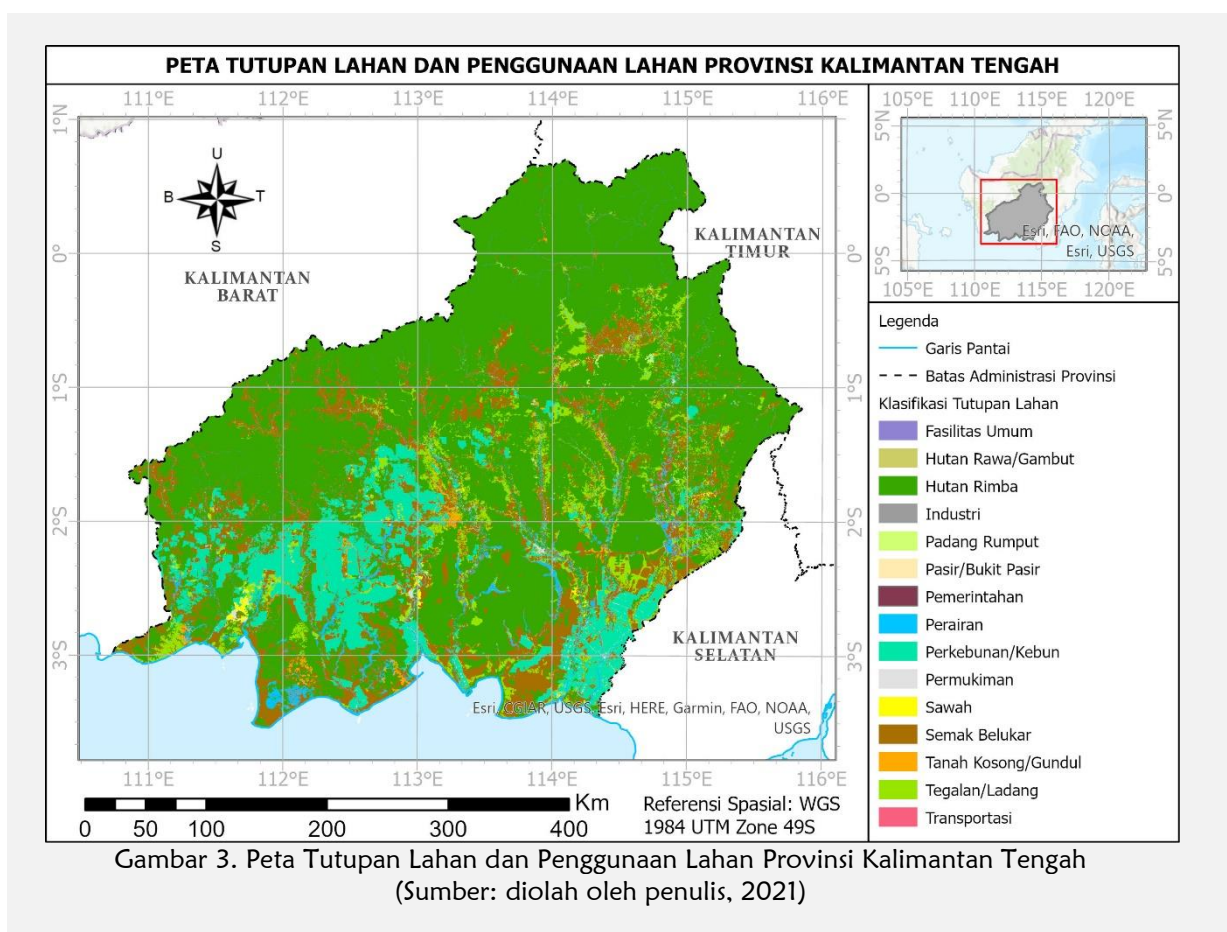 PETA TUTUPAN LAHAN DAN PENGGUNAAN LAHAN PROVINSI KALIMANTAN TENGAH
111°E 112°E 113°E 114°E 115°E 116°E
1°N
0°
1°S
2°S
3°S
U
B T
S
KALIMANTAN
BARAT
KALIMANTAN
TIMUR
KALIMANTAN
SELATAN
0°
1°S
2°S
3°S
Esri, CGIAR, USGS, Esri, HERE, Garmin, FAO, NOAA,
USGS
111°E 112°E 113°E 114°E 115°E 116°E
Km
0 50 100 200 300 400
Referensi Spasial: WGS
1984 UTM Zone 49S
105°E 110°E 115°E 120°E
5°N
0°
5°S
5°N
0°
5°S
Esri, FAO, NOAA,
Esri, USGS
105°E 110°E 115°E 120°E
Legenda
Garis Pantai
Batas Administrasi Provinsi
Klasifikasi Tutupan Lahan
Fasilitas Umum
Hutan Rawa/Gambut
Hutan Rimba
Industri
Padang Rumput
Pasir/Bukit Pasir
Pemerintahan
Perairan
Perkebunan/Kebun
Permukiman
Sawah
Semak Belukar
Tanah Kosong/Gundul
Tegalan/Ladang
Transportasi
Gambar 3. Peta Tutupan Lahan dan Penggunaan Lahan Provinsi Kalimantan Tengah
(Sumber: diolah oleh penulis, 2021)